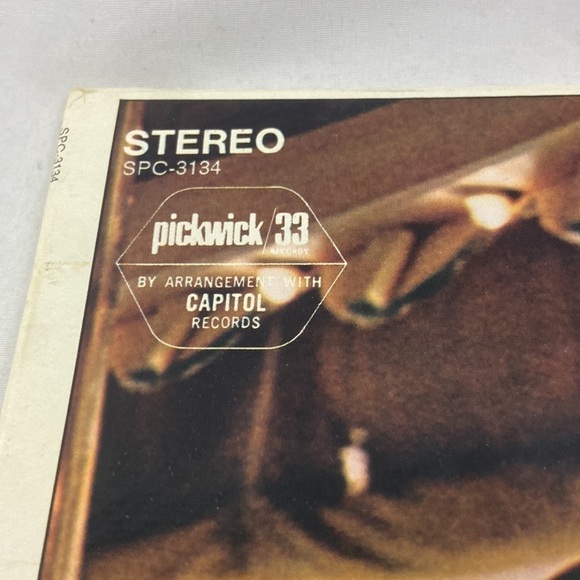 STEREO
SPC-3134
SPC-3134
pickwick/33
RECORDS
BY ARRANGEMENT WITH
CAPITOL
RECORDS